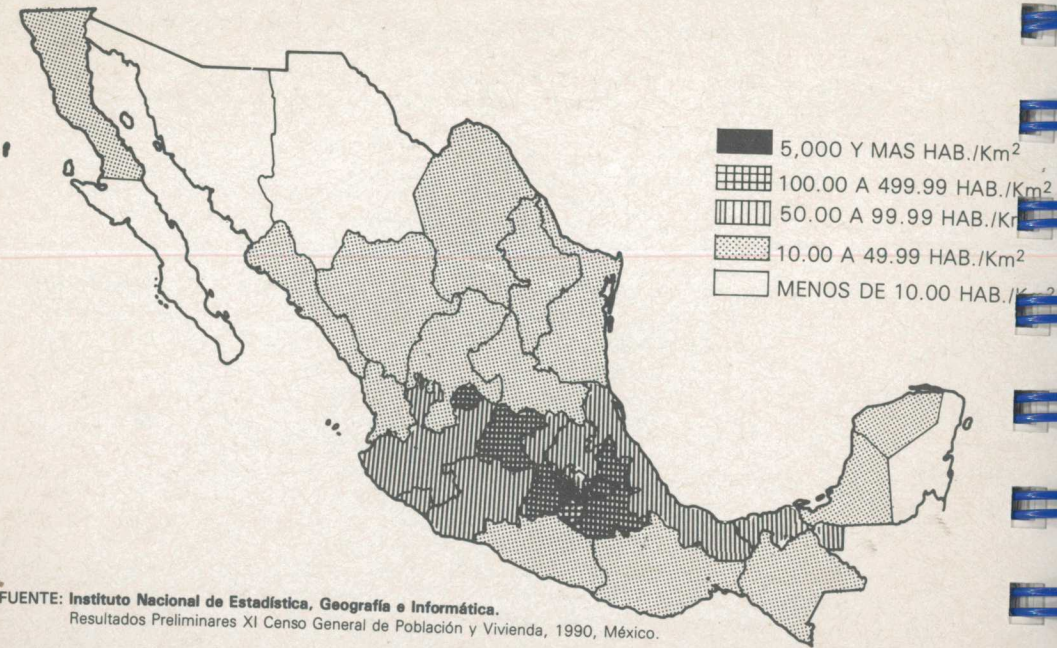 5,000 Y MAS HAB./Km²
100.00 A 499.99 HAB./Km²
50.00 A 99.99 HAB./
10.00 A 49.99 HAB./Km²
MENOS DE 10.00 HAB./
FUENTE: Instituto Nacional de Estadística, Geografía e Informática.
Resultados Preliminares XI Censo General de Población y Vivienda, 1990, México.